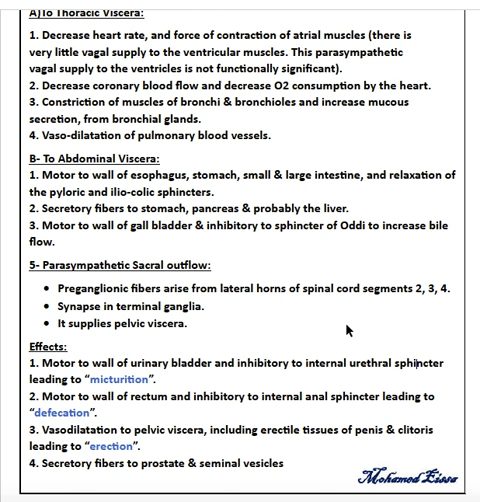 A)To Thoracic Viscera:
1. Decrease heart rate, and force of contraction of atrial muscles (there is
very little vagal supply to the ventricular muscles. This parasympathetic
vagal supply to the ventricles is not functionally significant).
2. Decrease coronary blood flow and decrease O2 consumption by the heart.
3. Constriction of muscles of bronchi & bronchioles and increase mucous
secretion, from bronchial glands.
4. Vaso-dilatation of pulmonary blood vessels.
B- To Abdominal Viscera:
1. Motor to wall of esophagus, stomach, small & large intestine, and relaxation of
the pyloric and ilio-colic sphincters.
2. Secretory fibers to stomach, pancreas & probably the liver.
3. Motor to wall of gall bladder & inhibitory to sphincter of Oddi to increase bile
flow.
5- Parasympathetic Sacral outflow:
• Preganglionic fibers arise from lateral horns of spinal cord segments 2, 3, 4.
• Synapse in terminal ganglia.
• It supplies pelvic viscera.
Effects:
1. Motor to wall of urinary bladder and inhibitory to internal urethral sphincter
leading to “micturition”.
2. Motor to wall of rectum and inhibitory to internal anal sphincter leading to
“defecation”.
3. Vasodilatation to pelvic viscera, including erectile tissues of penis & clitoris
leading to “erection”.
4. Secretory fibers to prostate & seminal vesicles
Mohamed Eissa